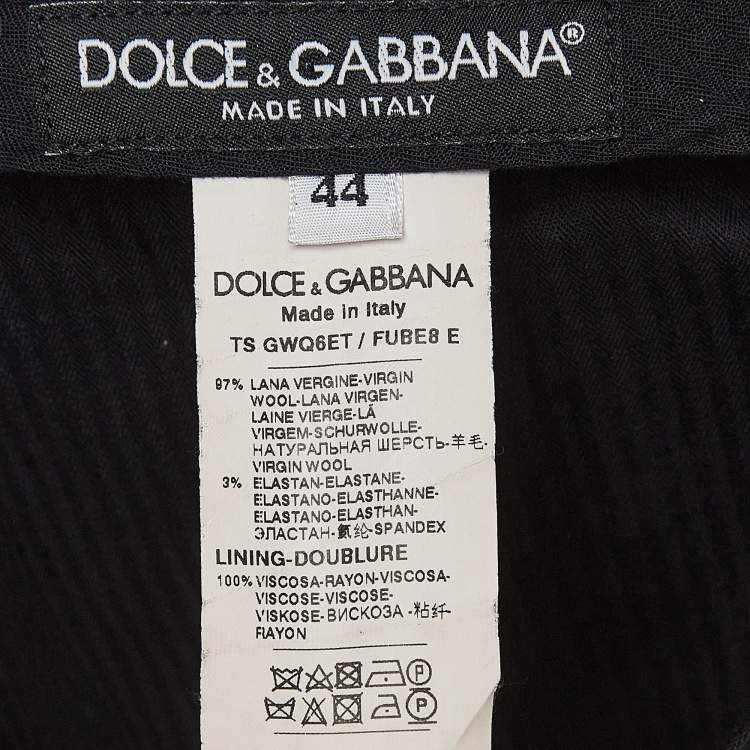 DOLCE & GABBANA®
MADE IN ITALY
44
DOLCE & GABBANA
Made in Italy
TS GWQ6ET / FUBE8 E
97% LANA VERGINE-VIRGIN
WOOL-LANA VIRGEN-
LAINE VIERGE-LÃ
VIRGEM-SCHURWOLLE-
НАТУРАЛЬНАЯ ШЕРСТЬ-羊毛-
VIRGIN WOOL
3% ELASTAN-ELASTANE-
ELASTANO-ELASTHANNE-
ELASTANO-ELASTHAN-
ЭЛАСТАН-氨纶-SPANDEX
LINING-DOUBLURE
100% VISCOSA-RAYON-VISCOSA-
VISCOSE-VISCOSE-
VISKOSE-ВИСКОЗА -粘纤-
RAYON
P
P